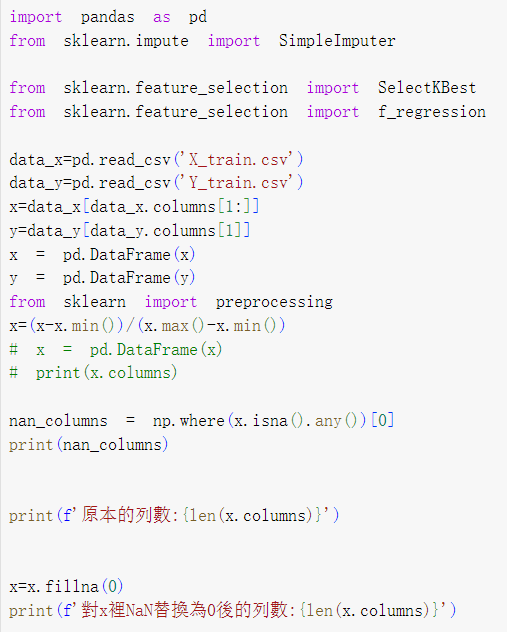 import pandas as pd
from sklearn.impute import SimpleImputer
from sklearn.feature_selection import SelectKBest
from sklearn.feature_selection import f_regression
data_x=pd.read_csv('X_train.csv')
data_y=pd.read_csv('Y_train.csv')
x=data_x[data_x.columns[1:]]
y=data_y[data_y.columns[1]]
x = pd.DataFrame(x)
y = pd.DataFrame(y)
from sklearn import preprocessing
x=(x-x.min())/(x.max()-x.min())
# x = pd.DataFrame(x)
# print(x.columns)
nan_columns = np.where(x.isna().any())[0]
print(nan_columns)
print(f'原本的列數:{len(x.columns)}')
x=x.fillna(0)
print(f'對x裡NaN替換為0後的列數:{len(x.columns)}')